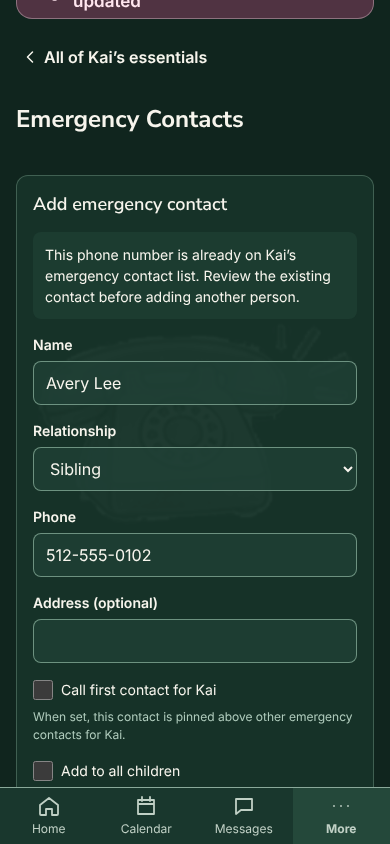 updated
All of Kai’s essentials
Emergency Contacts
Add emergency contact
This phone number is already on Kai’s
emergency contact list. Review the existing
contact before adding another person.
Name
Avery Lee
Relationship
Sibling
Phone
512-555-0102
Address (optional)
Call first contact for Kai
When set, this contact is pinned above other emergency
contacts for Kai.
Add to all children
Home
Calendar
Messages
More